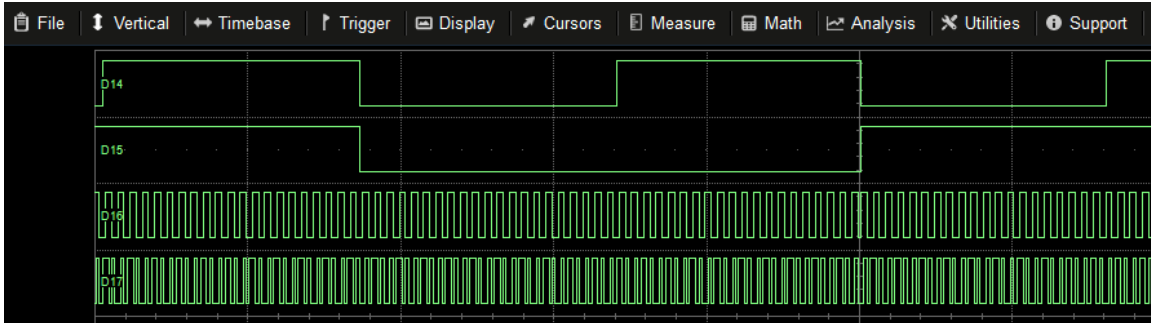 File Vertical Timebase Trigger Display Cursors Measure Math Analysis Utilities Support
D14
D15
D16
D17